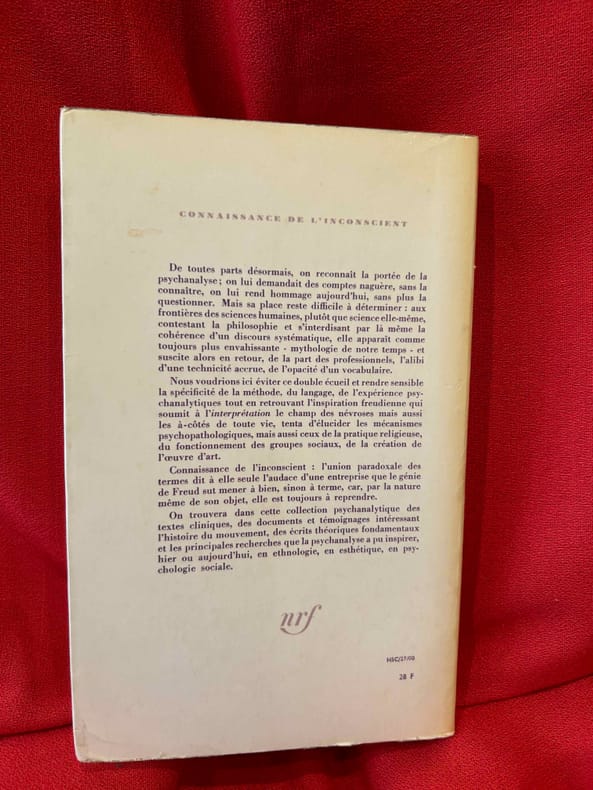 CONNAISSANCE DE L'INCONSCIENT
De toutes parts désormais, on reconnaît la portée de la
psychanalyse ; on lui demandait des comptes naguère, sans la
connaître, on lui rend hommage aujourd'hui, sans plus la
questionner. Mais sa place reste difficile à déterminer : aux
frontières des sciences humaines, plutôt que science elle-même,
contestant la philosophie et s'interdisant par là même la
cohérence d'un discours systématique, elle apparaît comme
toujours plus envahissante - mythologie de notre temps - et
suscite alors en retour, de la part des professionnels, l'alibi
d'une technicité accrue, de l'opacité d'un vocabulaire.
Nous voudrions ici éviter ce double écueil et rendre sensible
la spécificité de la méthode, du langage, de l'expérience psy-
chanalytiques tout en retrouvant l'inspiration freudienne qui
soumit à l'interprétation le champ des névroses mais aussi
les à-côtés de toute vie, tenta d'élucider les mécanismes
psychopathologiques, mais aussi ceux de la pratique religieuse,
du fonctionnement des groupes sociaux, de la création de
l'œuvre d'art.
Connaissance de l'inconscient : l'union paradoxale des
termes dit à elle seule l'audace d'une entreprise que le génie
de Freud sut mener à bien, sinon à terme, car, par la nature
même de son objet, elle est toujours à reprendre.
On trouvera dans cette collection psychanalytique des
textes cliniques, des documents et témoignages intéressant
l'histoire du mouvement, des écrits théoriques fondamentaux
et les principales recherches que la psychanalyse a pu inspirer,
hier ou aujourd'hui, en ethnologie, en esthétique, en psy-
chologie sociale.
nrf
28 F